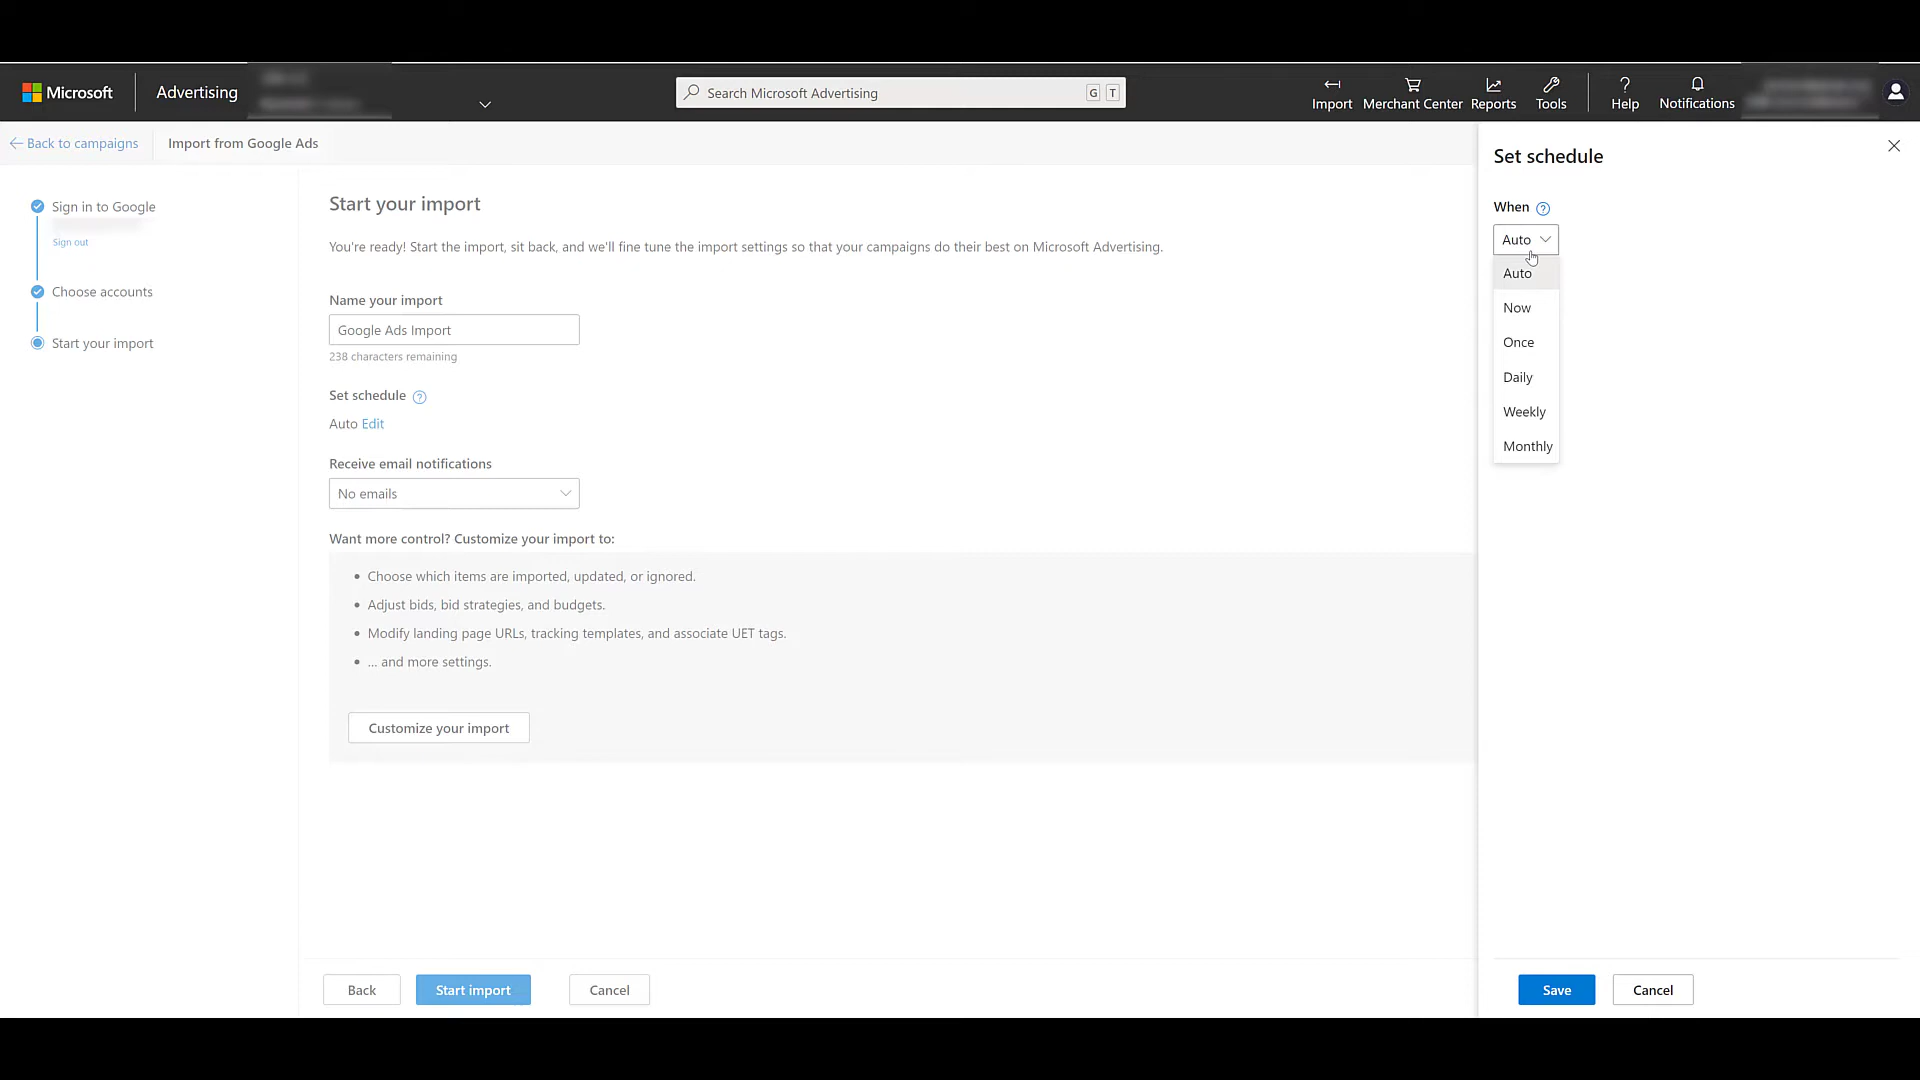 Microsoft
Advertising
Search Microsoft Advertising
G T
Import
Merchant Center
Reports
Tools
Help
Notifications
Back to campaigns
Import from Google Ads
Sign in to Google
Sign out
Choose accounts
Start your import
Start your import
You're ready! Start the import, sit back, and we'll fine tune the import settings so that your campaigns do their best on Microsoft Advertising.
Name your import
Google Ads Import
238 characters remaining
Set schedule ?
Auto Edit
Receive email notifications
No emails
Want more control? Customize your import to:
• Choose which items are imported, updated, or ignored.
• Adjust bids, bid strategies, and budgets.
• Modify landing page URLs, tracking templates, and associate UET tags.
• ... and more settings.
Customize your import
Back
Start import
Cancel
Set schedule
When ?
Auto
Auto
Now
Once
Daily
Weekly
Monthly
Save
Cancel